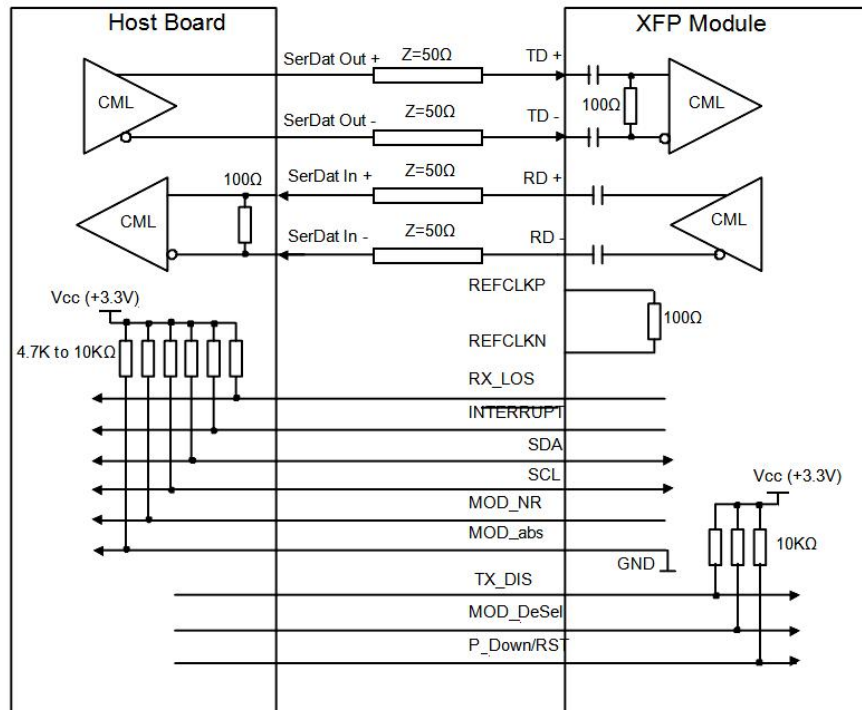 Host Board
XFP Module
SerDat Out +
Z=50Ω
TD +
CML
100Ω
CML
SerDat Out -
Z=50Ω
TD -
SerDat In +
Z=50Ω
RD +
100Ω
CML
CML
SerDat In -
Z=50Ω
RD -
REFCLKP
Vcc (+3.3V)
100Ω
REFCLKN
4.7K to 10KΩ
RX_LOS
INTERRUPT
SDA
SCL
Vcc (+3.3V)
MOD_NR
MOD_abs
10KΩ
GND
TX_DIS
MOD_DeSel
P_Down/RST